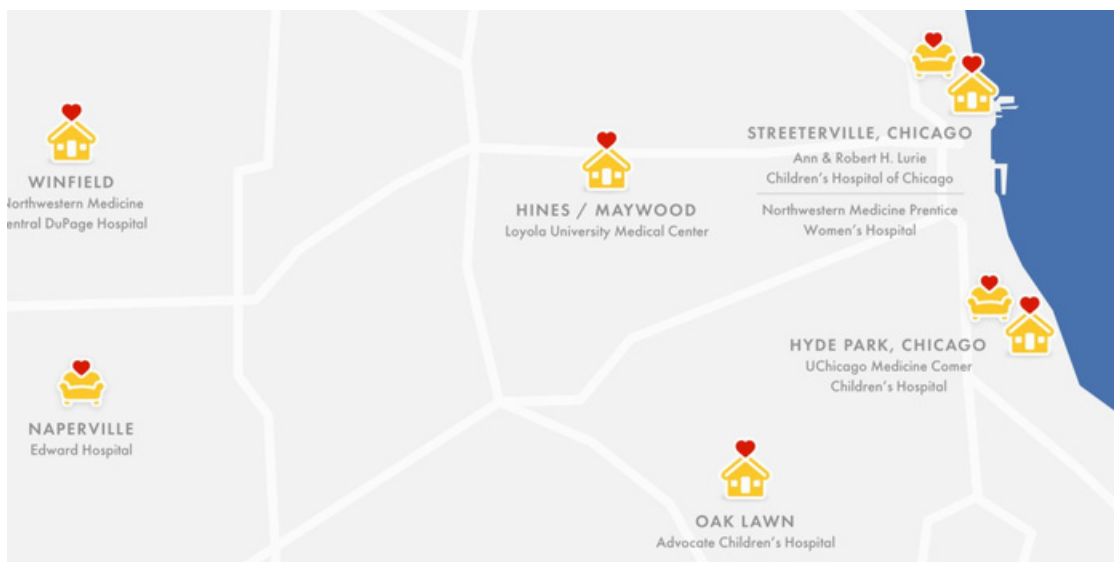 STREETERVILLE, CHICAGO
Ann & Robert H. Lurie
Children's Hospital of Chicago
Northwestern Medicine Prentice
Women's Hospital
WINFIELD
Northwestern Medicine
entral DuPage Hospital
HINES / MAYWOOD
Loyola University Medical Center
HYDE PARK, CHICAGO
UChicago Medicine Comer
Children's Hospital
NAPERVILLE
Edward Hospital
OAK LAWN
Advocate Children's Hospital